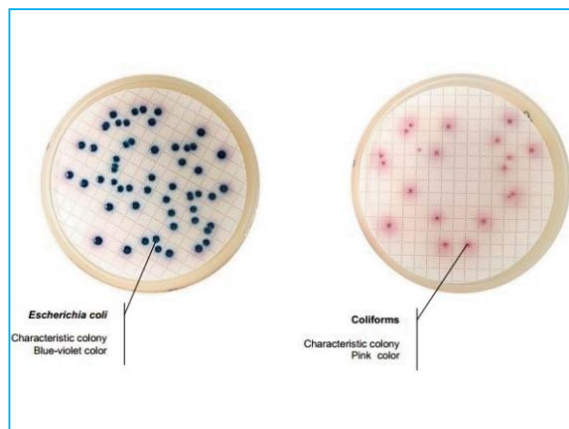 Escherichia coli
Characteristic colony
Blue-violet color
Coliforms
Characteristic colony
Pink color